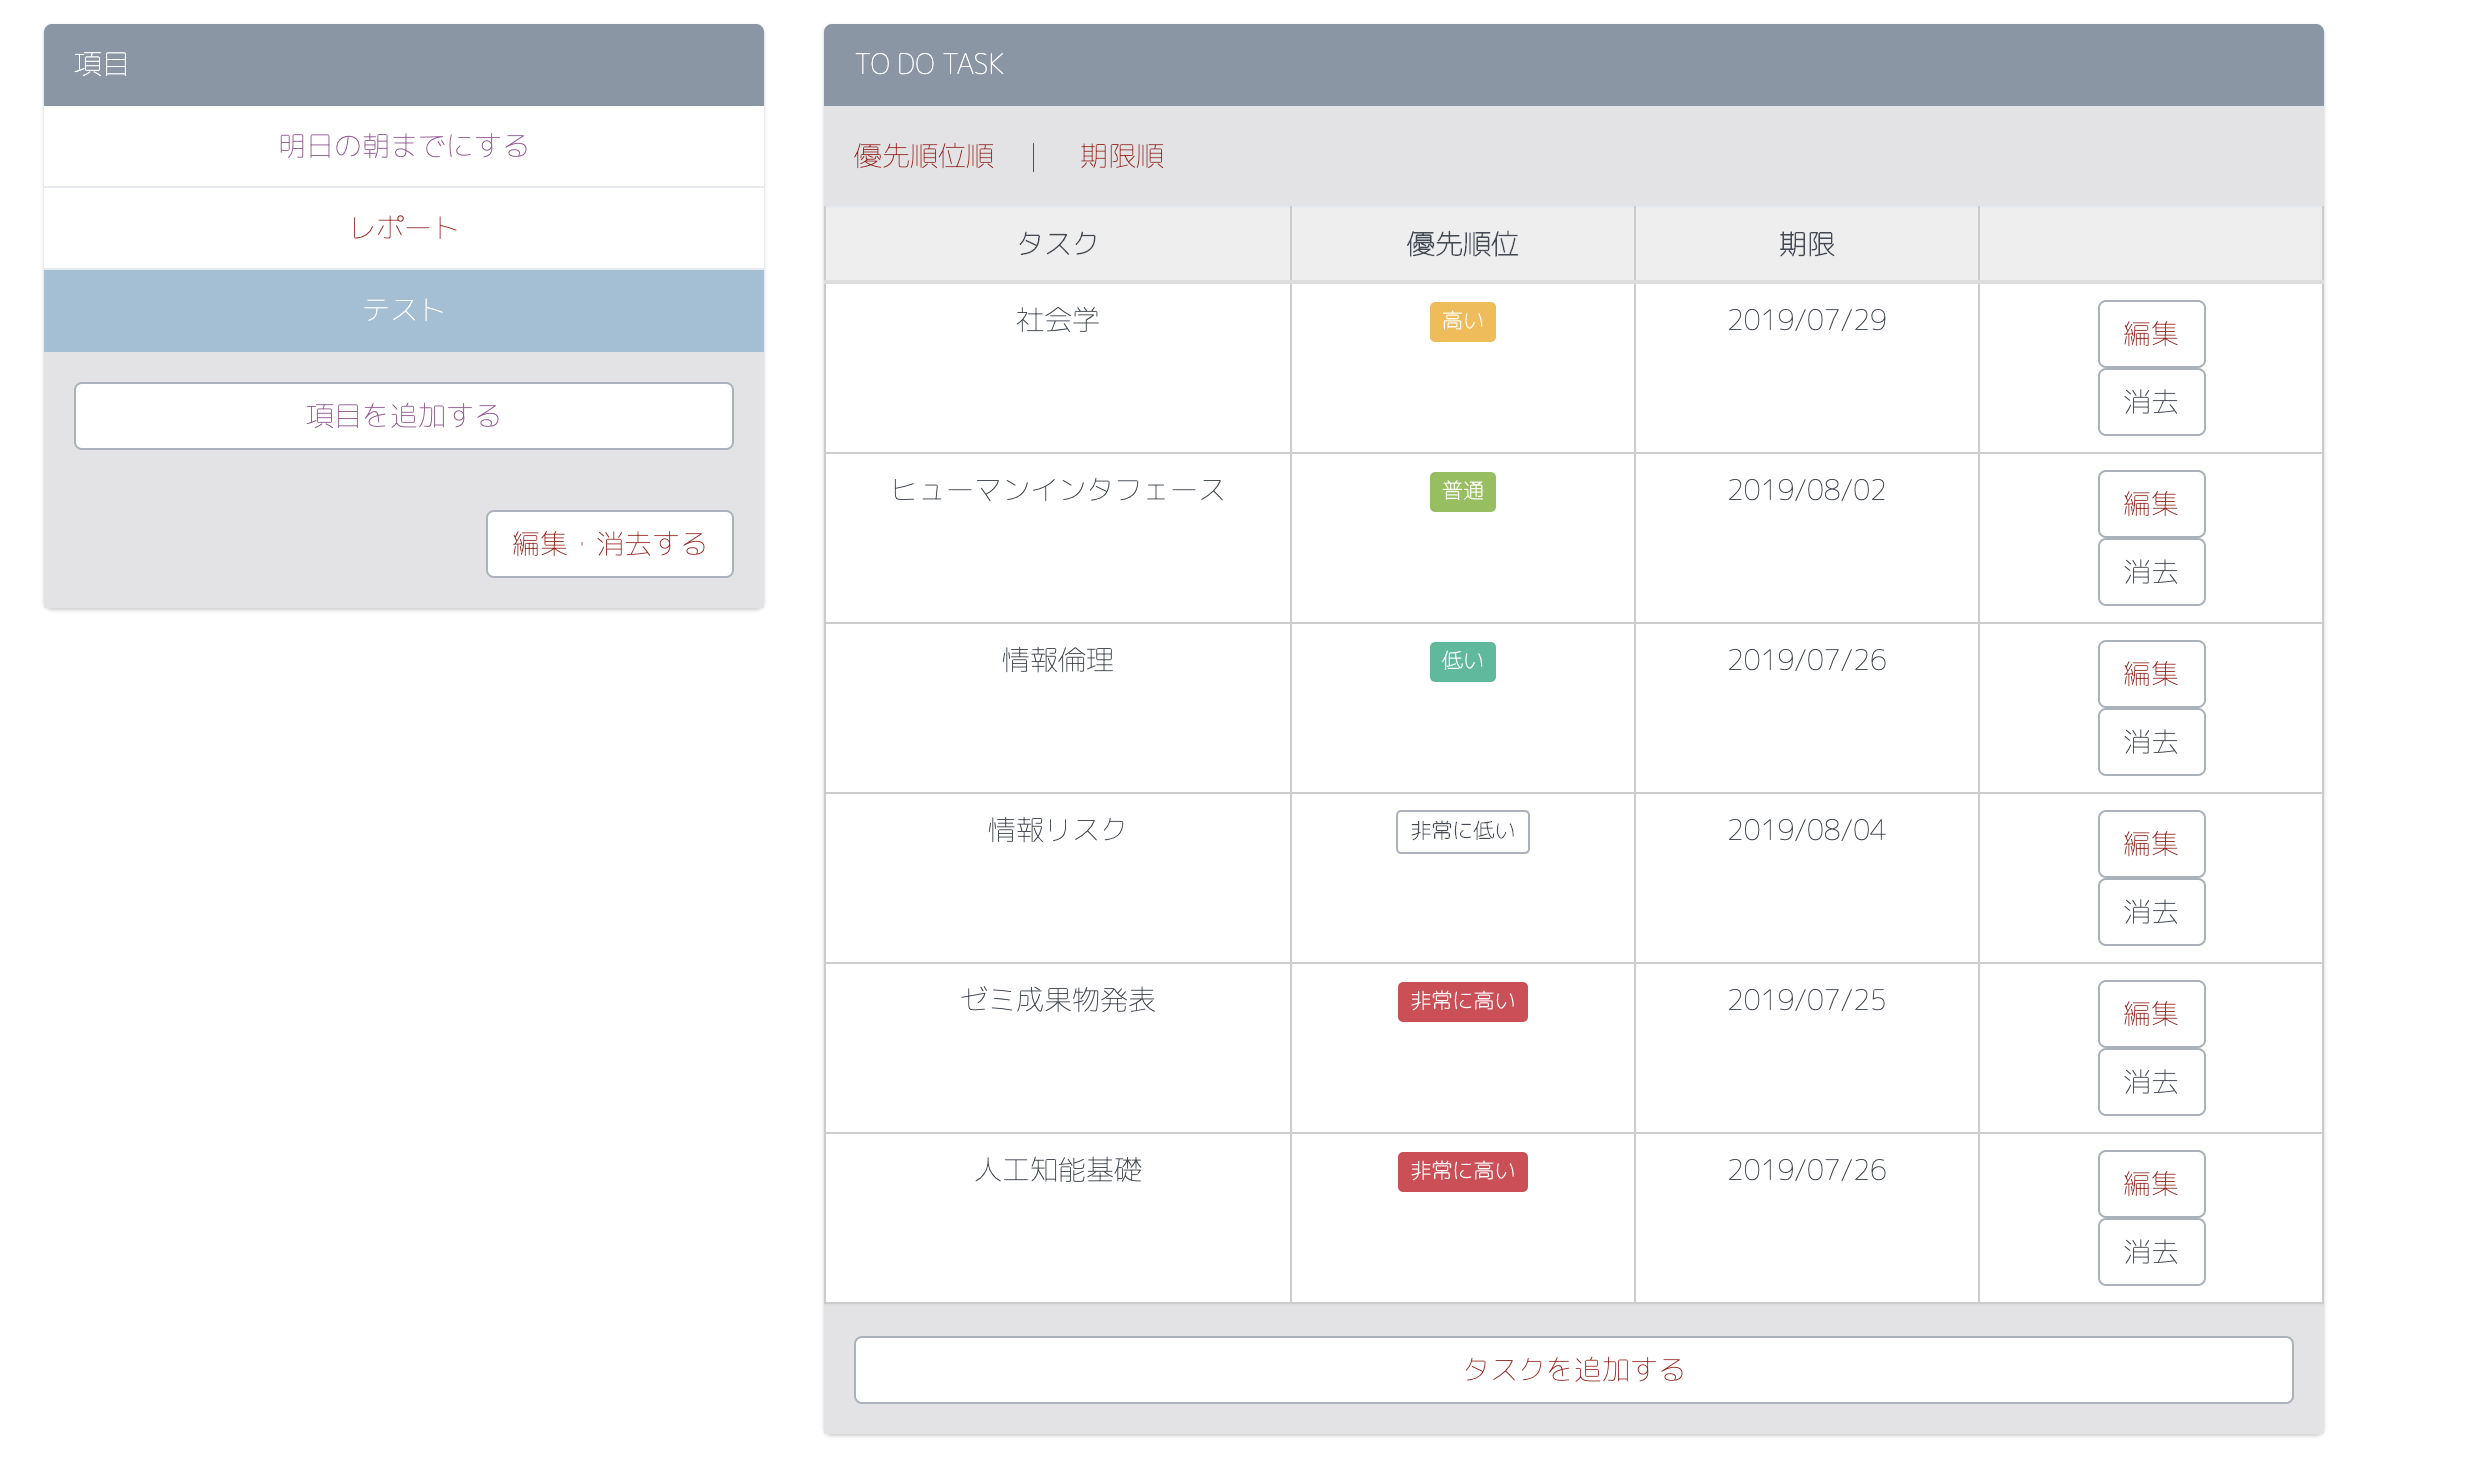 項目
明日の朝までにする
レポート
テスト
項目を追加する
編集・消去する
TO DO TASK
優先順位順 | 期限順
タスク 優先順位 期限
社会学 高い 2019/07/29 編集
消去
ヒューマンインタフェース 普通 2019/08/02 編集
消去
情報倫理 低い 2019/07/26 編集
消去
情報リスク 非常に低い 2019/08/04 編集
消去
ゼミ成果物発表 非常に高い 2019/07/25 編集
消去
人工知能基礎 非常に高い 2019/07/26 編集
消去
タスクを追加する